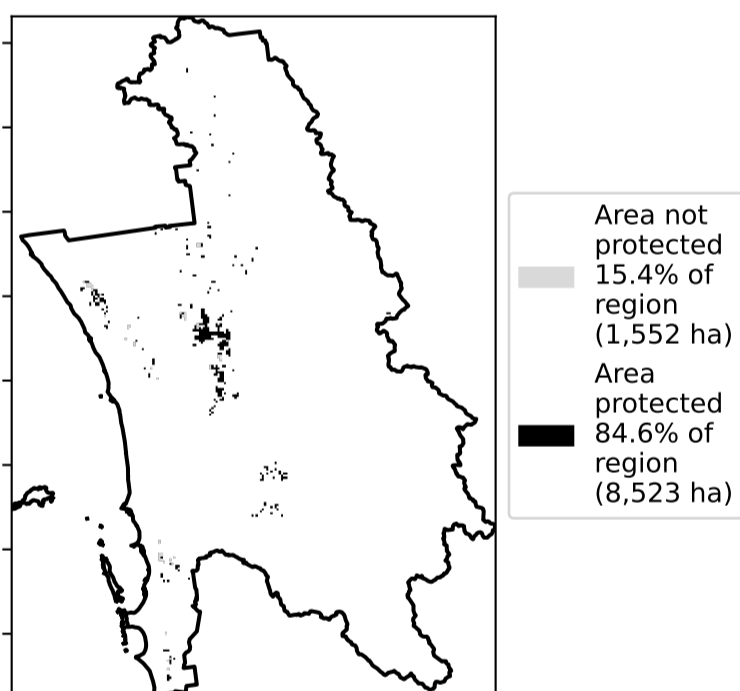 Area not
protected
15.4% of
region
(1,552 ha)
Area
protected
84.6% of
region
(8,523 ha)